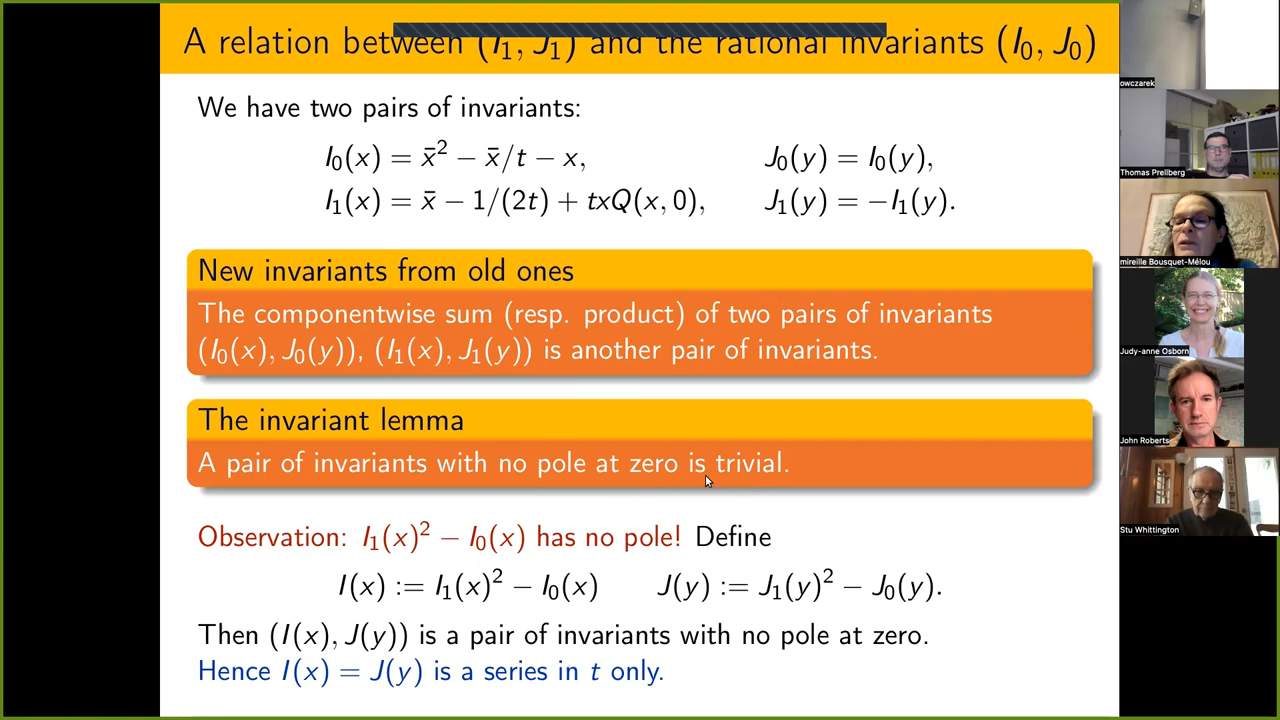 A relation between (I₁, J₁) and the rational invariants (I₀, J₀)
We have two pairs of invariants:
I₀(x) = x̄² − x̄/t − x, J₀(y) = I₀(y),
I₁(x) = x̄ − 1/(2t) + txQ(x, 0), J₁(y) = −I₁(y).
New invariants from old ones
The componentwise sum (resp. product) of two pairs of invariants
(I₀(x), J₀(y)), (I₁(x), J₁(y)) is another pair of invariants.
The invariant lemma
A pair of invariants with no pole at zero is trivial.
Observation: I₁(x)² − I₀(x) has no pole! Define
I(x) := I₁(x)² − I₀(x) J(y) := J₁(y)² − J₀(y).
Then (I(x), J(y)) is a pair of invariants with no pole at zero.
Hence I(x) = J(y) is a series in t only.
owczarek
Thomas Prellberg
mireille Bousquet-Mélou
Judy-anne Osborn
John Roberts
Stu Whittington